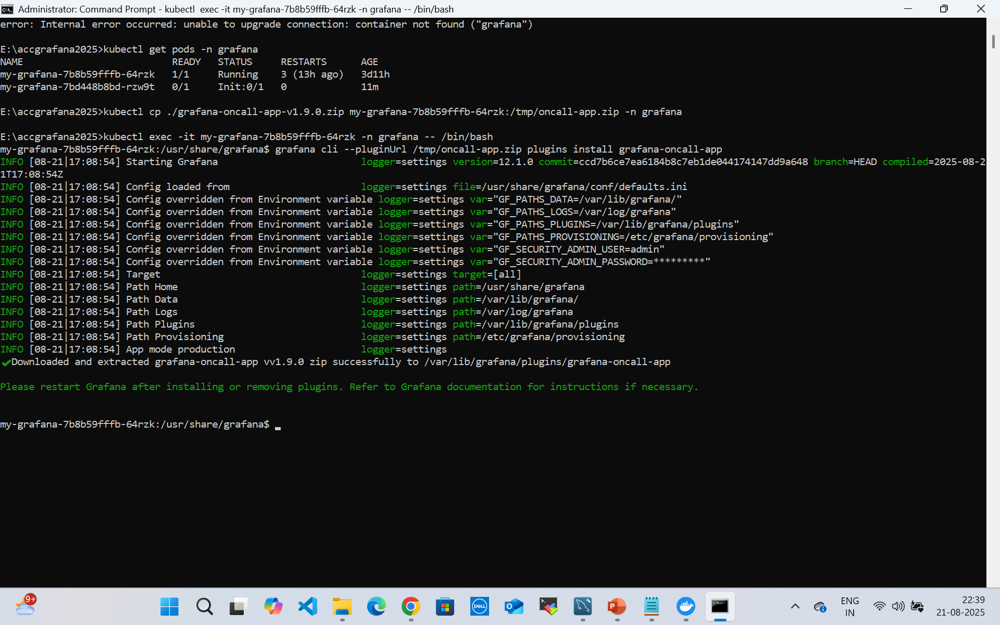 Administrator: Command Prompt - kubectl  exec -it my-grafana-7b8b59fffb-64rzk -n grafana -- /bin/bash
error: Internal error occurred: unable to upgrade connection: container not found ("grafana")
E:\accgrafana2025>kubectl get pods -n grafana
NAME                          READY   STATUS     RESTARTS      AGE
my-grafana-7b8b59fffb-64rzk   1/1     Running    3 (13h ago)   3d11h
my-grafana-7bd448b8bd-rzw9t   0/1     Init:0/1   0             11m
E:\accgrafana2025>kubectl cp ./grafana-oncall-app-v1.9.0.zip my-grafana-7b8b59fffb-64rzk:/tmp/oncall-app.zip -n grafana
E:\accgrafana2025>kubectl exec -it my-grafana-7b8b59fffb-64rzk -n grafana -- /bin/bash
my-grafana-7b8b59fffb-64rzk:/usr/share/grafana$ grafana cli --pluginUrl /tmp/oncall-app.zip plugins install grafana-oncall-app
INFO [08-21|17:08:54] Starting Grafana                         logger=settings version=12.1.0 commit=ccd7b6ce7ea6184b8c7eb1de044174147dd9a648 branch=HEAD compiled=2025-08-2
1T17:08:54Z
INFO [08-21|17:08:54] Config loaded from                       logger=settings file=/usr/share/grafana/conf/defaults.ini
INFO [08-21|17:08:54] Config overridden from Environment variable logger=settings var="GF_PATHS_DATA=/var/lib/grafana/"
INFO [08-21|17:08:54] Config overridden from Environment variable logger=settings var="GF_PATHS_LOGS=/var/log/grafana"
INFO [08-21|17:08:54] Config overridden from Environment variable logger=settings var="GF_PATHS_PLUGINS=/var/lib/grafana/plugins"
INFO [08-21|17:08:54] Config overridden from Environment variable logger=settings var="GF_PATHS_PROVISIONING=/etc/grafana/provisioning"
INFO [08-21|17:08:54] Config overridden from Environment variable logger=settings var="GF_SECURITY_ADMIN_USER=admin"
INFO [08-21|17:08:54] Config overridden from Environment variable logger=settings var="GF_SECURITY_ADMIN_PASSWORD=*********"
INFO [08-21|17:08:54] Target                                   logger=settings target=[all]
INFO [08-21|17:08:54] Path Home                                logger=settings path=/usr/share/grafana
INFO [08-21|17:08:54] Path Data                                logger=settings path=/var/lib/grafana/
INFO [08-21|17:08:54] Path Logs                                logger=settings path=/var/log/grafana
INFO [08-21|17:08:54] Path Plugins                             logger=settings path=/var/lib/grafana/plugins
INFO [08-21|17:08:54] Path Provisioning                        logger=settings path=/etc/grafana/provisioning
INFO [08-21|17:08:54] App mode production                      logger=settings
✔Downloaded and extracted grafana-oncall-app vv1.9.0 zip successfully to /var/lib/grafana/plugins/grafana-oncall-app
Please restart Grafana after installing or removing plugins. Refer to Grafana documentation for instructions if necessary.
my-grafana-7b8b59fffb-64rzk:/usr/share/grafana$
9+
DELL
ENG
IN
22:39
21-08-2025